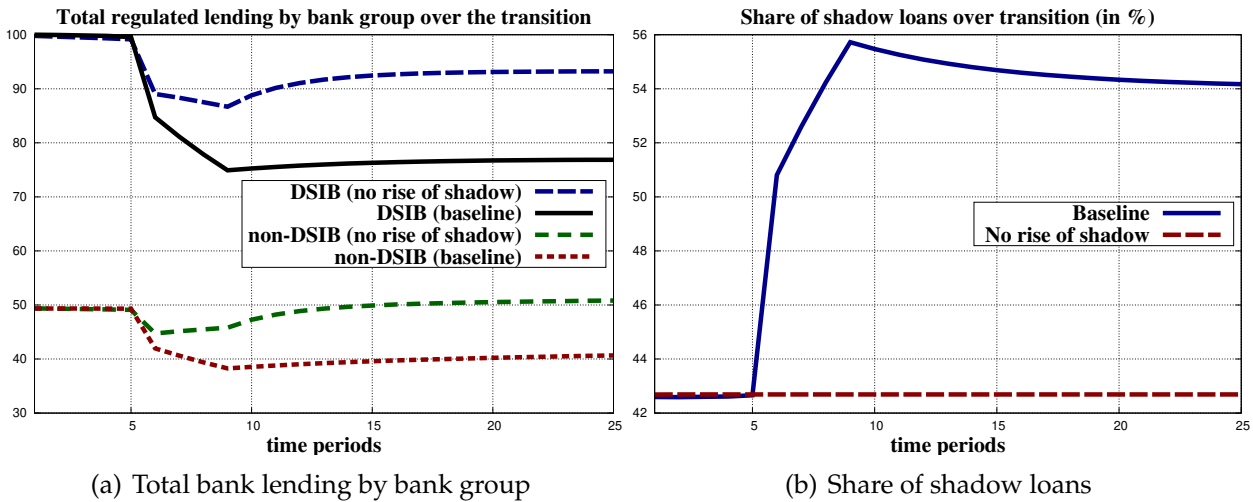 Total regulated lending by bank group over the transition
100
90
80
70
60
50
40
30
5
10
15
20
25
DSIB (no rise of shadow)
DSIB (baseline)
non-DSIB (no rise of shadow)
non-DSIB (baseline)
time periods
(a) Total bank lending by bank group
Share of shadow loans over transition (in %)
56
54
52
50
48
46
44
42
5
10
15
20
25
Baseline
No rise of shadow
time periods
(b) Share of shadow loans